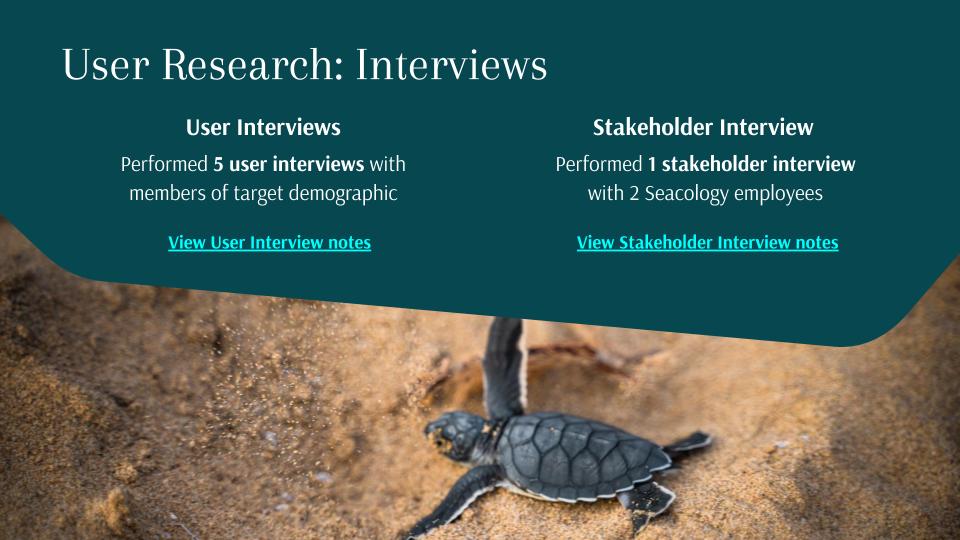 User Research: Interviews
User Interviews
Performed 5 user interviews with
members of target demographic
View User Interview notes
Stakeholder Interview
Performed 1 stakeholder interview
with 2 Seacology employees
View Stakeholder Interview notes